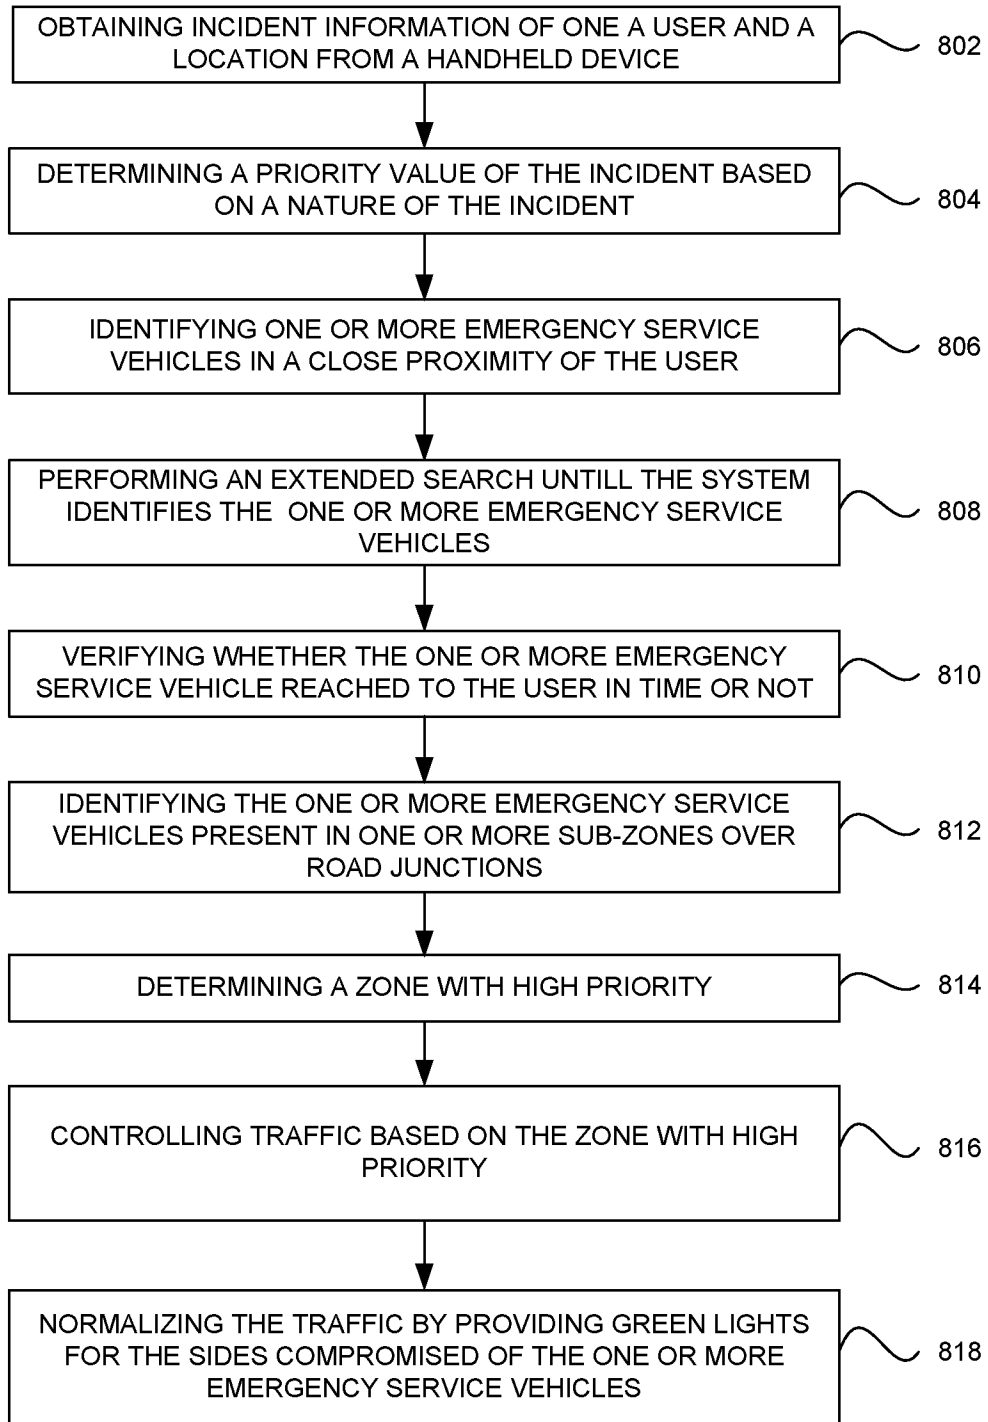 OBTAINING INCIDENT INFORMATION OF ONE A USER AND A
LOCATION FROM A HANDHELD DEVICE
802
DETERMINING A PRIORITY VALUE OF THE INCIDENT BASED
ON A NATURE OF THE INCIDENT
804
IDENTIFYING ONE OR MORE EMERGENCY SERVICE
VEHICLES IN A CLOSE PROXIMITY OF THE USER
806
PERFORMING AN EXTENDED SEARCH UNTILL THE SYSTEM
IDENTIFIES THE ONE OR MORE EMERGENCY SERVICE
VEHICLES
808
VERIFYING WHETHER THE ONE OR MORE EMERGENCY
SERVICE VEHICLE REACHED TO THE USER IN TIME OR NOT
810
IDENTIFYING THE ONE OR MORE EMERGENCY SERVICE
VEHICLES PRESENT IN ONE OR MORE SUB-ZONES OVER
ROAD JUNCTIONS
812
DETERMINING A ZONE WITH HIGH PRIORITY
814
CONTROLLING TRAFFIC BASED ON THE ZONE WITH HIGH
PRIORITY
816
NORMALIZING THE TRAFFIC BY PROVIDING GREEN LIGHTS
FOR THE SIDES COMPROMISED OF THE ONE OR MORE
EMERGENCY SERVICE VEHICLES
818